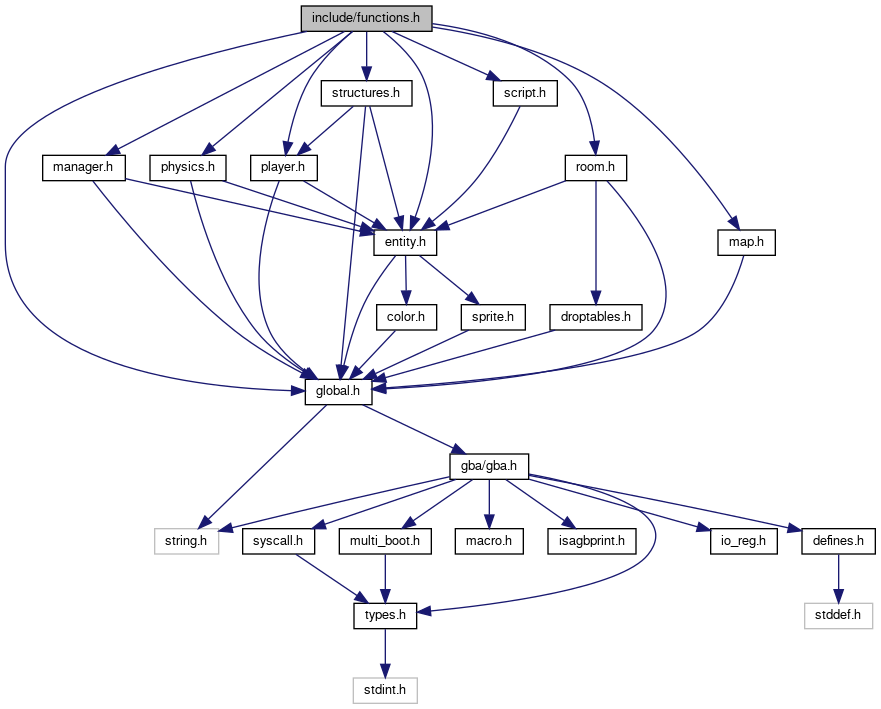 include/functions.h
structures.h
script.h
manager.h
physics.h
player.h
room.h
entity.h
map.h
color.h
sprite.h
droptables.h
global.h
gba/gba.h
string.h
syscall.h
multi_boot.h
macro.h
isagbprint.h
io_reg.h
defines.h
types.h
stddef.h
stdint.h